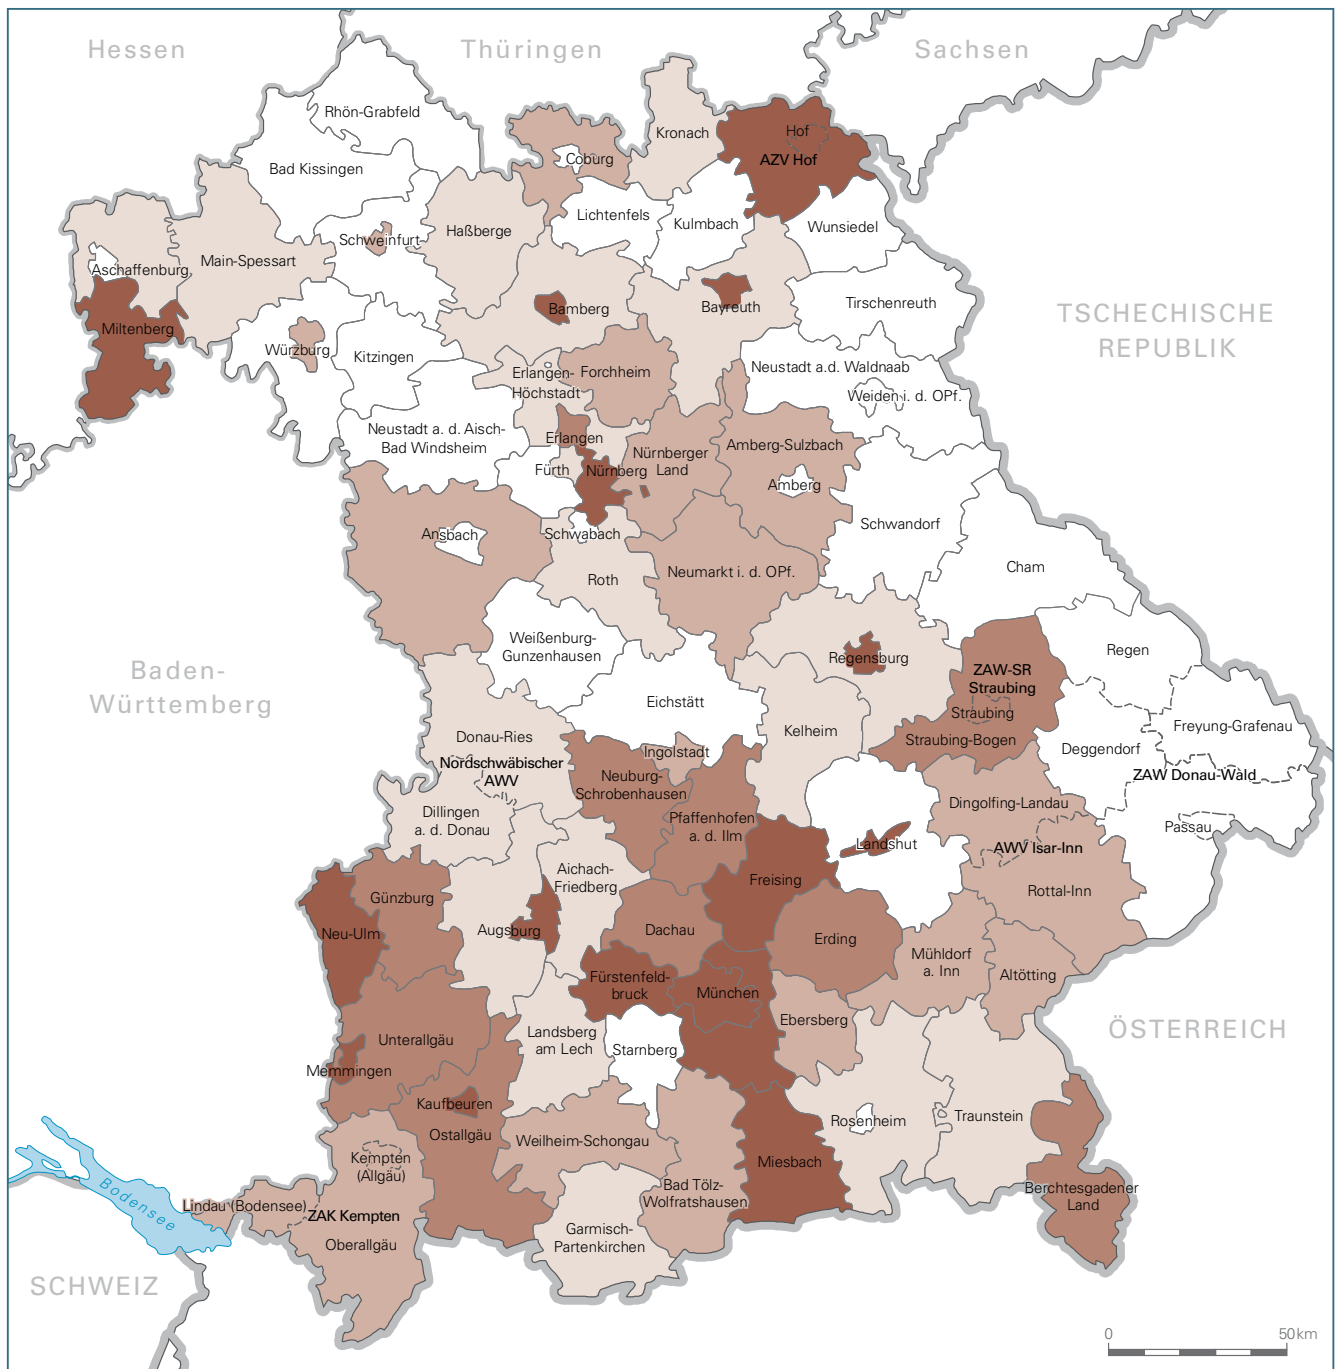 Hessen
Thüringen
Sachsen
Rhön-Grabfeld
Kronach
Hof
AZV Hof
Coburg
Bad Kissingen
Lichtenfels
Kulmbach
Wunsiedel
Schweinfurt
Haßberge
Main-Spessart
Aschaffenburg
Bamberg
Bayreuth
Tirschenreuth
TSCHECHISCHE
REPUBLIK
Miltenberg
Würzburg
Kitzingen
Erlangen-
Höchstadt
Forchheim
Neustadt a.d. Waldnaab
Weiden i. d. OPf.
Neustadt a. d. Aisch-
Bad Windsheim
Erlangen
Fürth
Nürnberg
Nürnberger
Land
Amberg-Sulzbach
Amberg
Schwandorf
Ansbach
Schwabach
Roth
Neumarkt i. d. OPf.
Cham
Weißenburg-
Gunzenhausen
Regensburg
ZAW-SR
Straubing
Straubing
Straubing-Bogen
Regen
Baden-
Württemberg
Eichstätt
Kelheim
Freyung-Grafenau
Deggendorf
ZAW Donau-Wald
Passau
Donau-Ries
Nordschwäbischer
AWV
Dillingen
a. d. Donau
Ingolstadt
Neuburg-
Schrobenhausen
Pfaffenhofen
a. d. Ilm
Dingolfing-Landau
AWV Isar-Inn
Rottal-Inn
Landshut
Aichach-
Friedberg
Freising
Günzburg
Neu-Ulm
Augsburg
Dachau
Erding
Mühldorf
a. Inn
Altötting
Fürstenfeld-
bruck
München
Ebersberg
Landsberg
am Lech
Starnberg
ÖSTERREICH
Unterallgäu
Memmingen
Kaufbeuren
Ostallgäu
Weilheim-Schongau
Rosenheim
Traunstein
Miesbach
Kempten
(Allgäu)
Bad Tölz-
Wolfratshausen
Berchtesgadener
Land
Bodensee
Lindau (Bodensee)
ZAK Kempten
Oberallgäu
Garmisch-
Partenkirchen
SCHWEIZ
0
50km